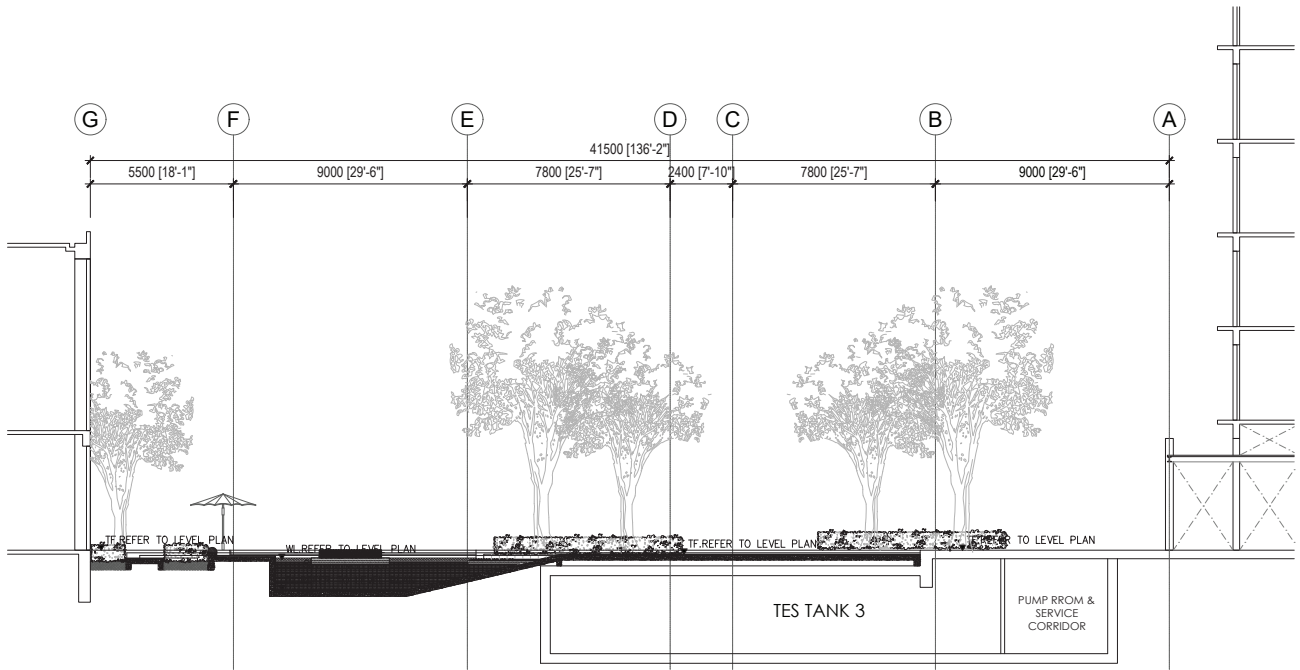 G F E D C B A
41500 [136'-2"]
5500 [18'-1"] 9000 [29'-6"] 7800 [25'-7"] 2400 [7'-10"] 7800 [25'-7"] 9000 [29'-6"]
TF.REFER TO LEVEL PLAN
WL.REFER TO LEVEL PLAN
TF.REFER TO LEVEL PLAN
REFER TO LEVEL PLAN
TES TANK 3
PUMP RROM &
SERVICE
CORRIDOR